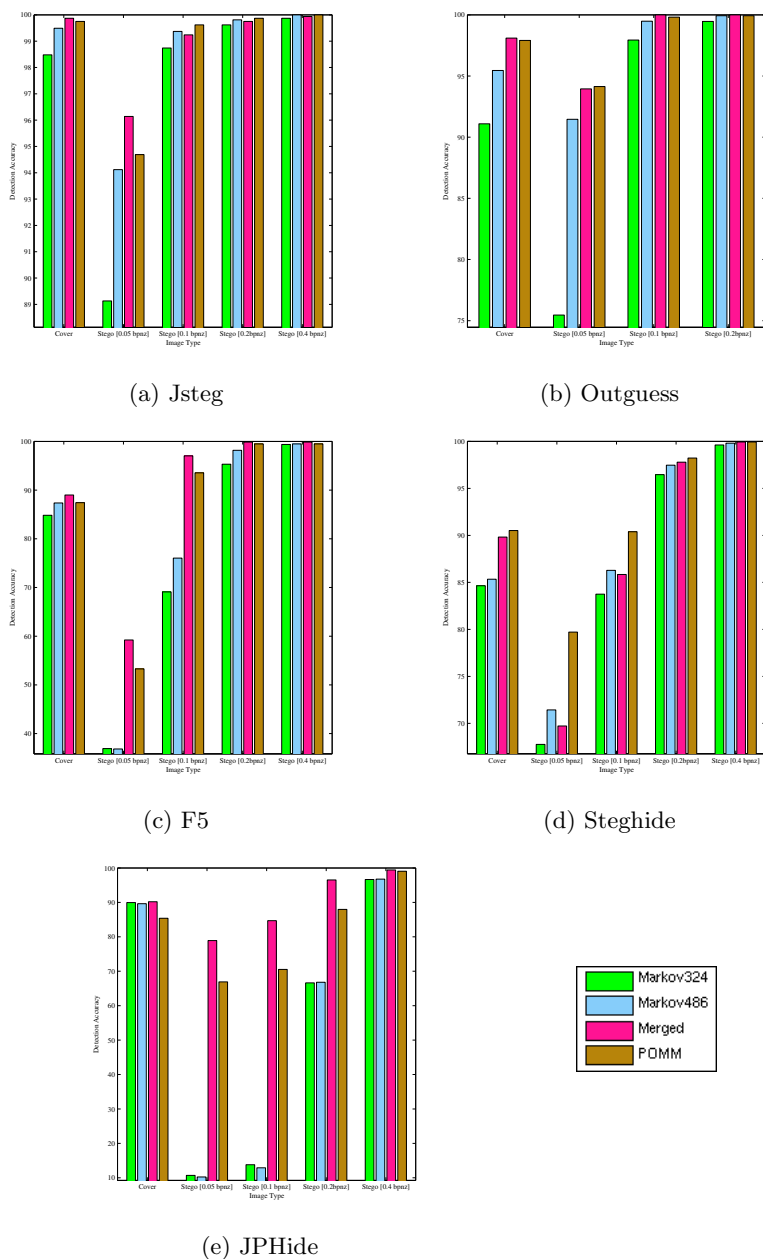 100
99
98
97
96
95
94
93
92
91
90
89
Detection Accuracy
Cover Stego [0.05 bpnz] Stego [0.1 bpnz] Stego [0.2bpnz] Stego [0.4 bpnz]
Image Type
(a) Jsteg
100
95
90
85
80
75
Detection Accuracy
Cover Stego [0.05 bpnz] Stego [0.1 bpnz] Stego [0.2bpnz]
Image Type
(b) Outguess
100
90
80
70
60
50
40
Detection Accuracy
Cover Stego [0.05 bpnz] Stego [0.1 bpnz] Stego [0.2bpnz] Stego [0.4 bpnz]
Image Type
(c) F5
100
95
90
85
80
75
70
Detection Accuracy
Cover Stego [0.05 bpnz] Stego [0.1 bpnz] Stego [0.2bpnz] Stego [0.4 bpnz]
Image Type
(d) Steghide
100
90
80
70
60
50
40
30
20
10
Detection Accuracy
Cover Stego [0.05 bpnz] Stego [0.1 bpnz] Stego [0.2bpnz] Stego [0.4 bpnz]
Image Type
(e) JPHide
Markov324
Markov486
Merged
POMM